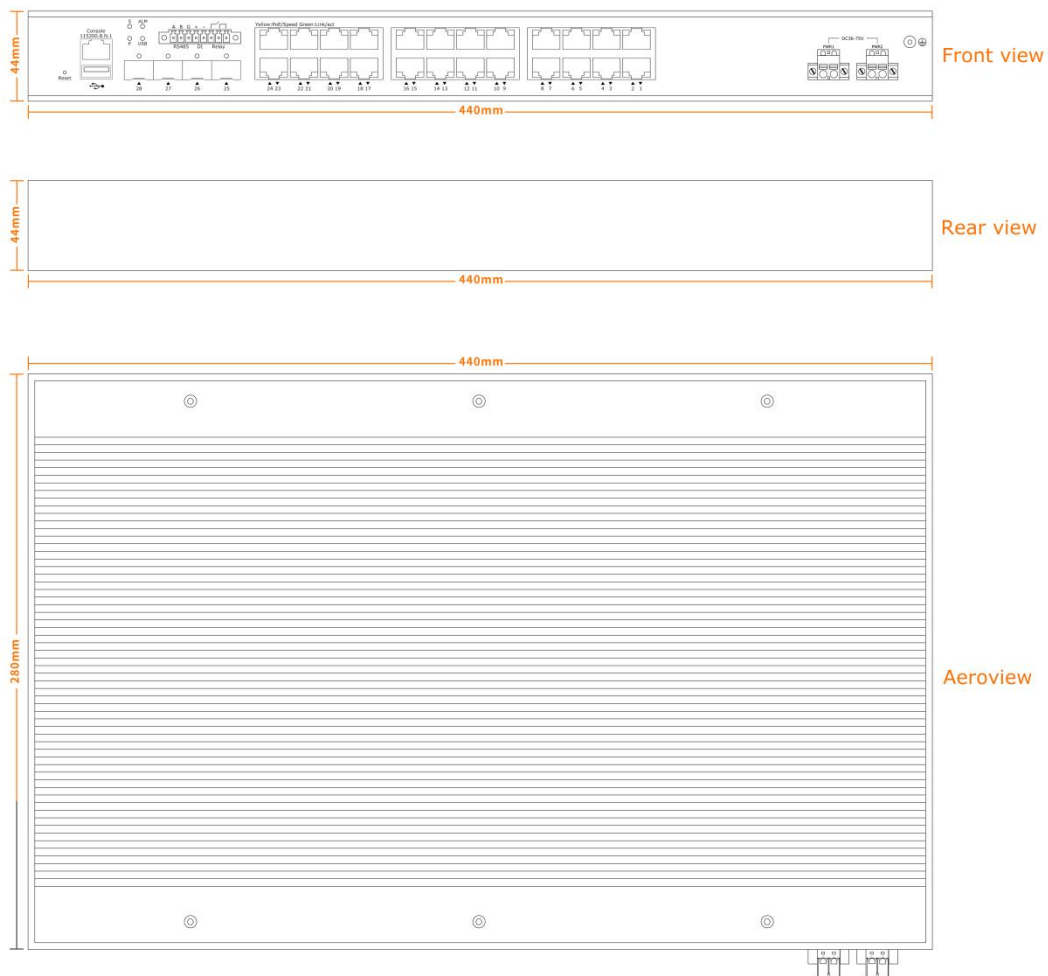 S ALM
Console
115200.8.N.1
P USB
A B G + -
RS485 DI Relay
Yellow:PoE/Speed Green:Link/act
DC36-75V
PWR1 PWR2
Reset
28 27 26 25
24 23 22 21 20 19 18 17
16 15 14 13 12 11 10 9
8 7 6 5 4 3 2 1
44mm
440mm
Front view
44mm
440mm
Rear view
440mm
280mm
Aeroview